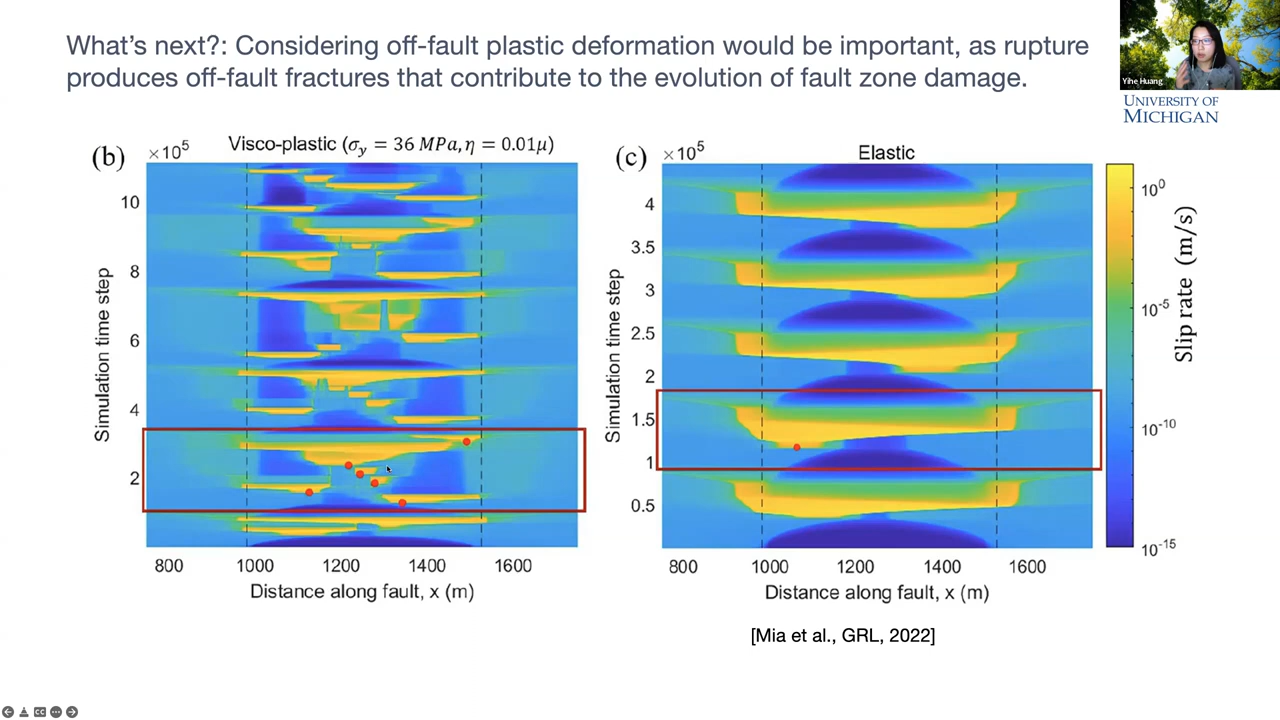 What's next?: Considering off-fault plastic deformation would be important, as rupture
produces off-fault fractures that contribute to the evolution of fault zone damage.
Yihe Huang
UNIVERSITY OF
MICHIGAN
(b)
×10⁵
Visco-plastic (σy = 36 MPa, η = 0.01μ)
10
8
6
4
2
Simulation time step
800 1000 1200 1400 1600
Distance along fault, x (m)
(c)
×10⁵
Elastic
4
3.5
3
2.5
2
1.5
1
0.5
Simulation time step
800 1000 1200 1400 1600
Distance along fault, x (m)
10⁰
10⁻⁵
10⁻¹⁰
10⁻¹⁵
Slip rate (m/s)
[Mia et al., GRL, 2022]
CC